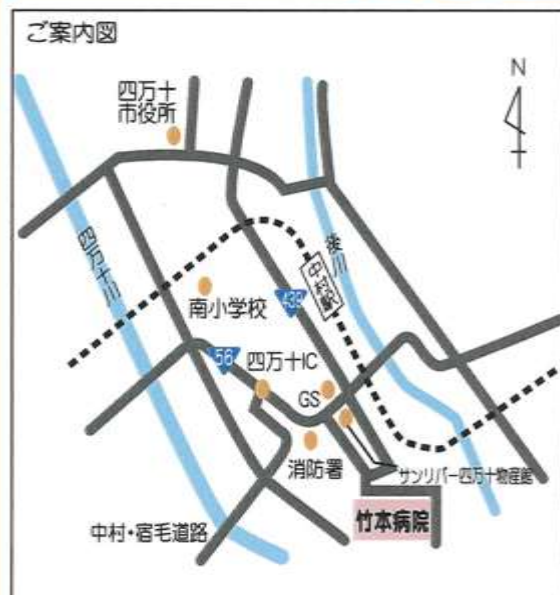 ご案内図
N
四万十
市役所
四万十川
後川
中村駅
439
南小学校
56
四万十IC
GS
消防署
サンリバー四万十物産館
竹本病院
中村・宿毛道路